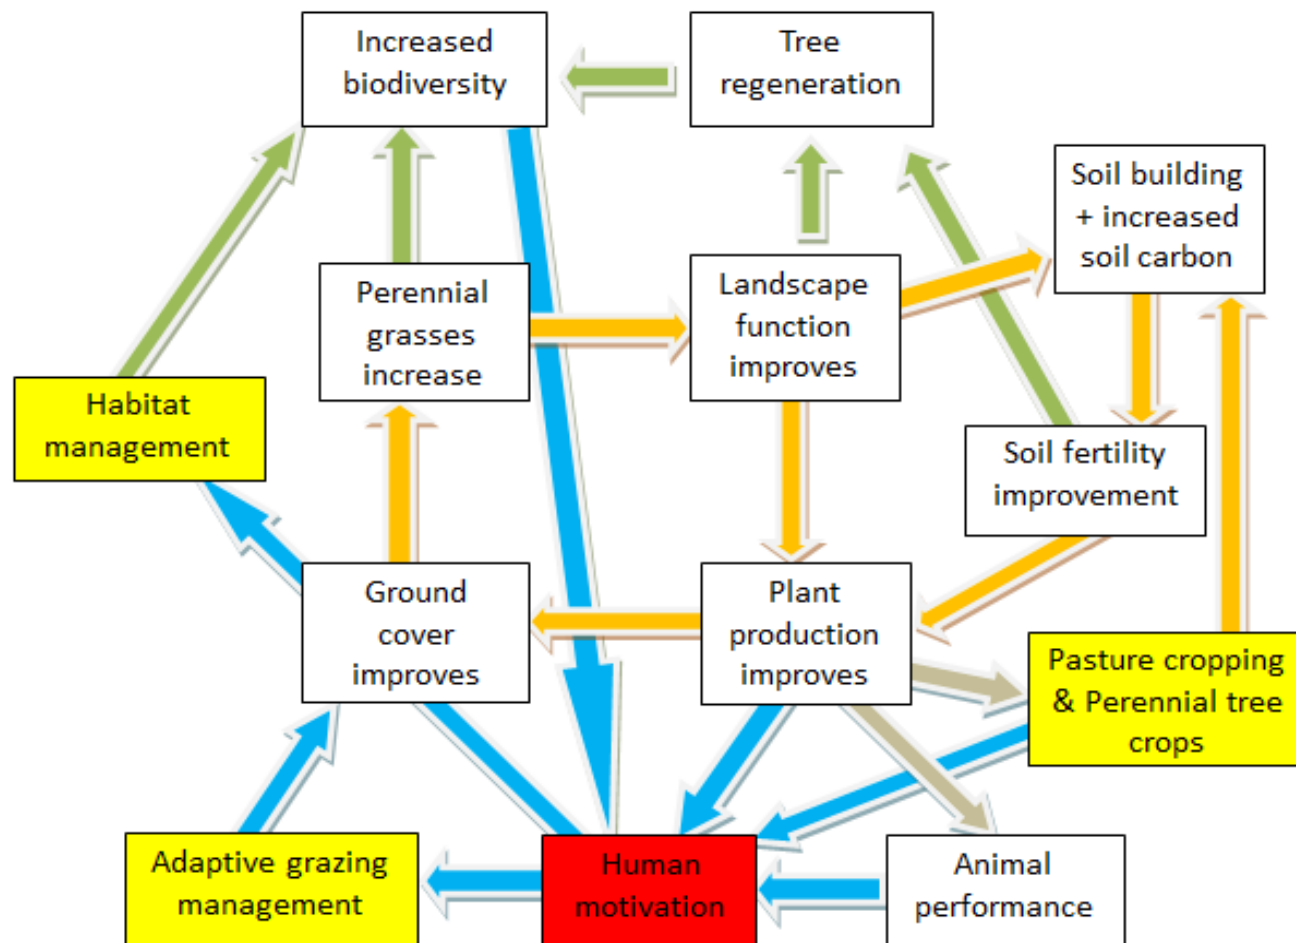 Increased
biodiversity
Tree
regeneration
Soil building
+ increased
soil carbon
Perennial
grasses
increase
Landscape
function
improves
Habitat
management
Soil fertility
improvement
Ground
cover
improves
Plant
production
improves
Pasture cropping
& Perennial tree
crops
Adaptive grazing
management
Human
motivation
Animal
performance